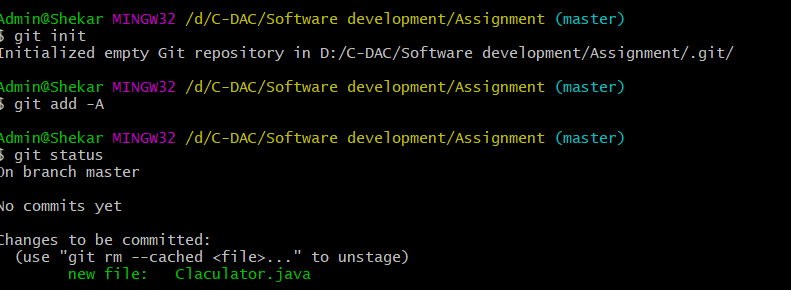 Admin@Shekar MINGW32 /d/C-DAC/Software development/Assignment (master)
$ git init
Initialized empty Git repository in D:/C-DAC/Software development/Assignment/.git/
Admin@Shekar MINGW32 /d/C-DAC/Software development/Assignment (master)
$ git add -A
Admin@Shekar MINGW32 /d/C-DAC/Software development/Assignment (master)
$ git status
On branch master
No commits yet
Changes to be committed:
  (use "git rm --cached <file>..." to unstage)
        new file:   Claculator.java